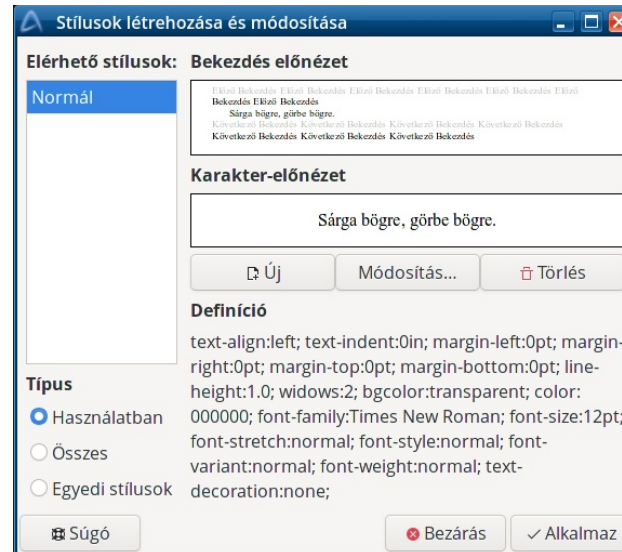 Stílusok létrehozása és módosítása
Elérhető stílusok:
Normál
Bekezdés előnézet
Előző Bekezdés Előző Bekezdés Előző Bekezdés Előző Bekezdés Előző Bekezdés Előző
Bekezdés Előző Bekezdés
Sárga bögre, görbe bögre.
Következő Bekezdés Következő Bekezdés Következő Bekezdés Következő Bekezdés
Következő Bekezdés Következő Bekezdés Következő Bekezdés
Karakter-előnézet
Sárga bögre, görbe bögre.
Új
Módosítás...
Törlés
Definíció
text-align:left; text-indent:0in; margin-left:0pt; margin-
right:0pt; margin-top:0pt; margin-bottom:0pt; line-
height:1.0; widows:2; bgcolor:transparent; color:
000000; font-family:Times New Roman; font-size:12pt;
font-stretch:normal; font-style:normal; font-
variant:normal; font-weight:normal; text-
decoration:none;
Típus
Használatban
Összes
Egyedi stílusok
Súgó
Bezárás
Alkalmaz